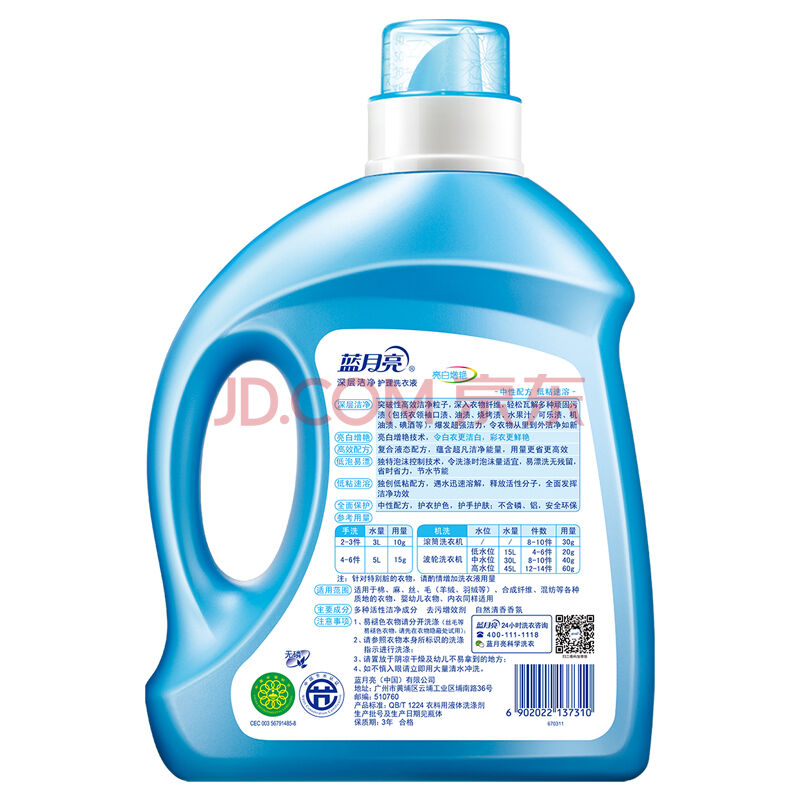 蓝月亮®
深层洁净 护理洗衣液
亮白增艳
中性配方 低粘速溶
JD.COM 京东
深层洁净 突破性高效洁净粒子，深入衣物纤维，轻松瓦解多种顽固污
渍（包括衣领袖口渍、油渍、烧烤渍、水果汁、可乐渍、机
油渍、碘酒等），爆发超强洁力，令衣物从里到外洁净如新
亮白增艳 亮白增艳技术，令白衣更洁白，彩衣更鲜艳
高效配方 复合液态配方，蕴含超凡洁净能量，用量更省更高效
低泡易漂 独特泡沫控制技术，令洗涤时泡沫量适宜，易漂洗无残留，
省时省力，节水节能
低粘速溶 独创低粘配方，遇水迅速溶解，释放活性分子，全面发挥
洁净功效
全面保护 中性配方，护衣护色，护手护肤；不含磷、铝，安全环保
参考用量
手洗 水量 用量
2-3件 3L 10g
4-6件 5L 15g
机洗 水位 水量 件数 用量
滚筒洗衣机 / / 8-10件 30g
波轮洗衣机 低水位 15L 4-6件 20g
中水位 30L 8-10件 40g
高水位 45L 12-14件 60g
注：针对特别脏的衣物，请酌情增加洗衣液用量
适用范围 适用于棉、麻、丝、毛（羊绒、羽绒等）、合成纤维、混纺等各种
质地的衣物，婴幼儿衣物、内衣同样适用
主要成分 多种活性洁净成分 去污增效剂 自然清香香氛
注意事项 1、易褪色衣物请分开洗涤（丝毛等
易褪色衣物，请先在衣物隐蔽处试用）；
2、请参照衣物本身所标识的洗涤
指示进行洗涤；
3、请置放于阴凉干燥及幼儿不易拿到的地方；
4、如不慎入眼请立即用大量清水冲洗。
蓝月亮® 24小时洗衣咨询
400-111-1118
蓝月亮科学洗衣
无磷
CEC 003 56791485-8
蓝月亮（中国）有限公司
地址：广州市黄埔区云埔工业区埔南路36号
邮编：510760
产品标准：QB/T 1224 衣料用液体洗涤剂
生产批号及生产日期见瓶体
保质期：3年 合格
6 902022 137310
670311